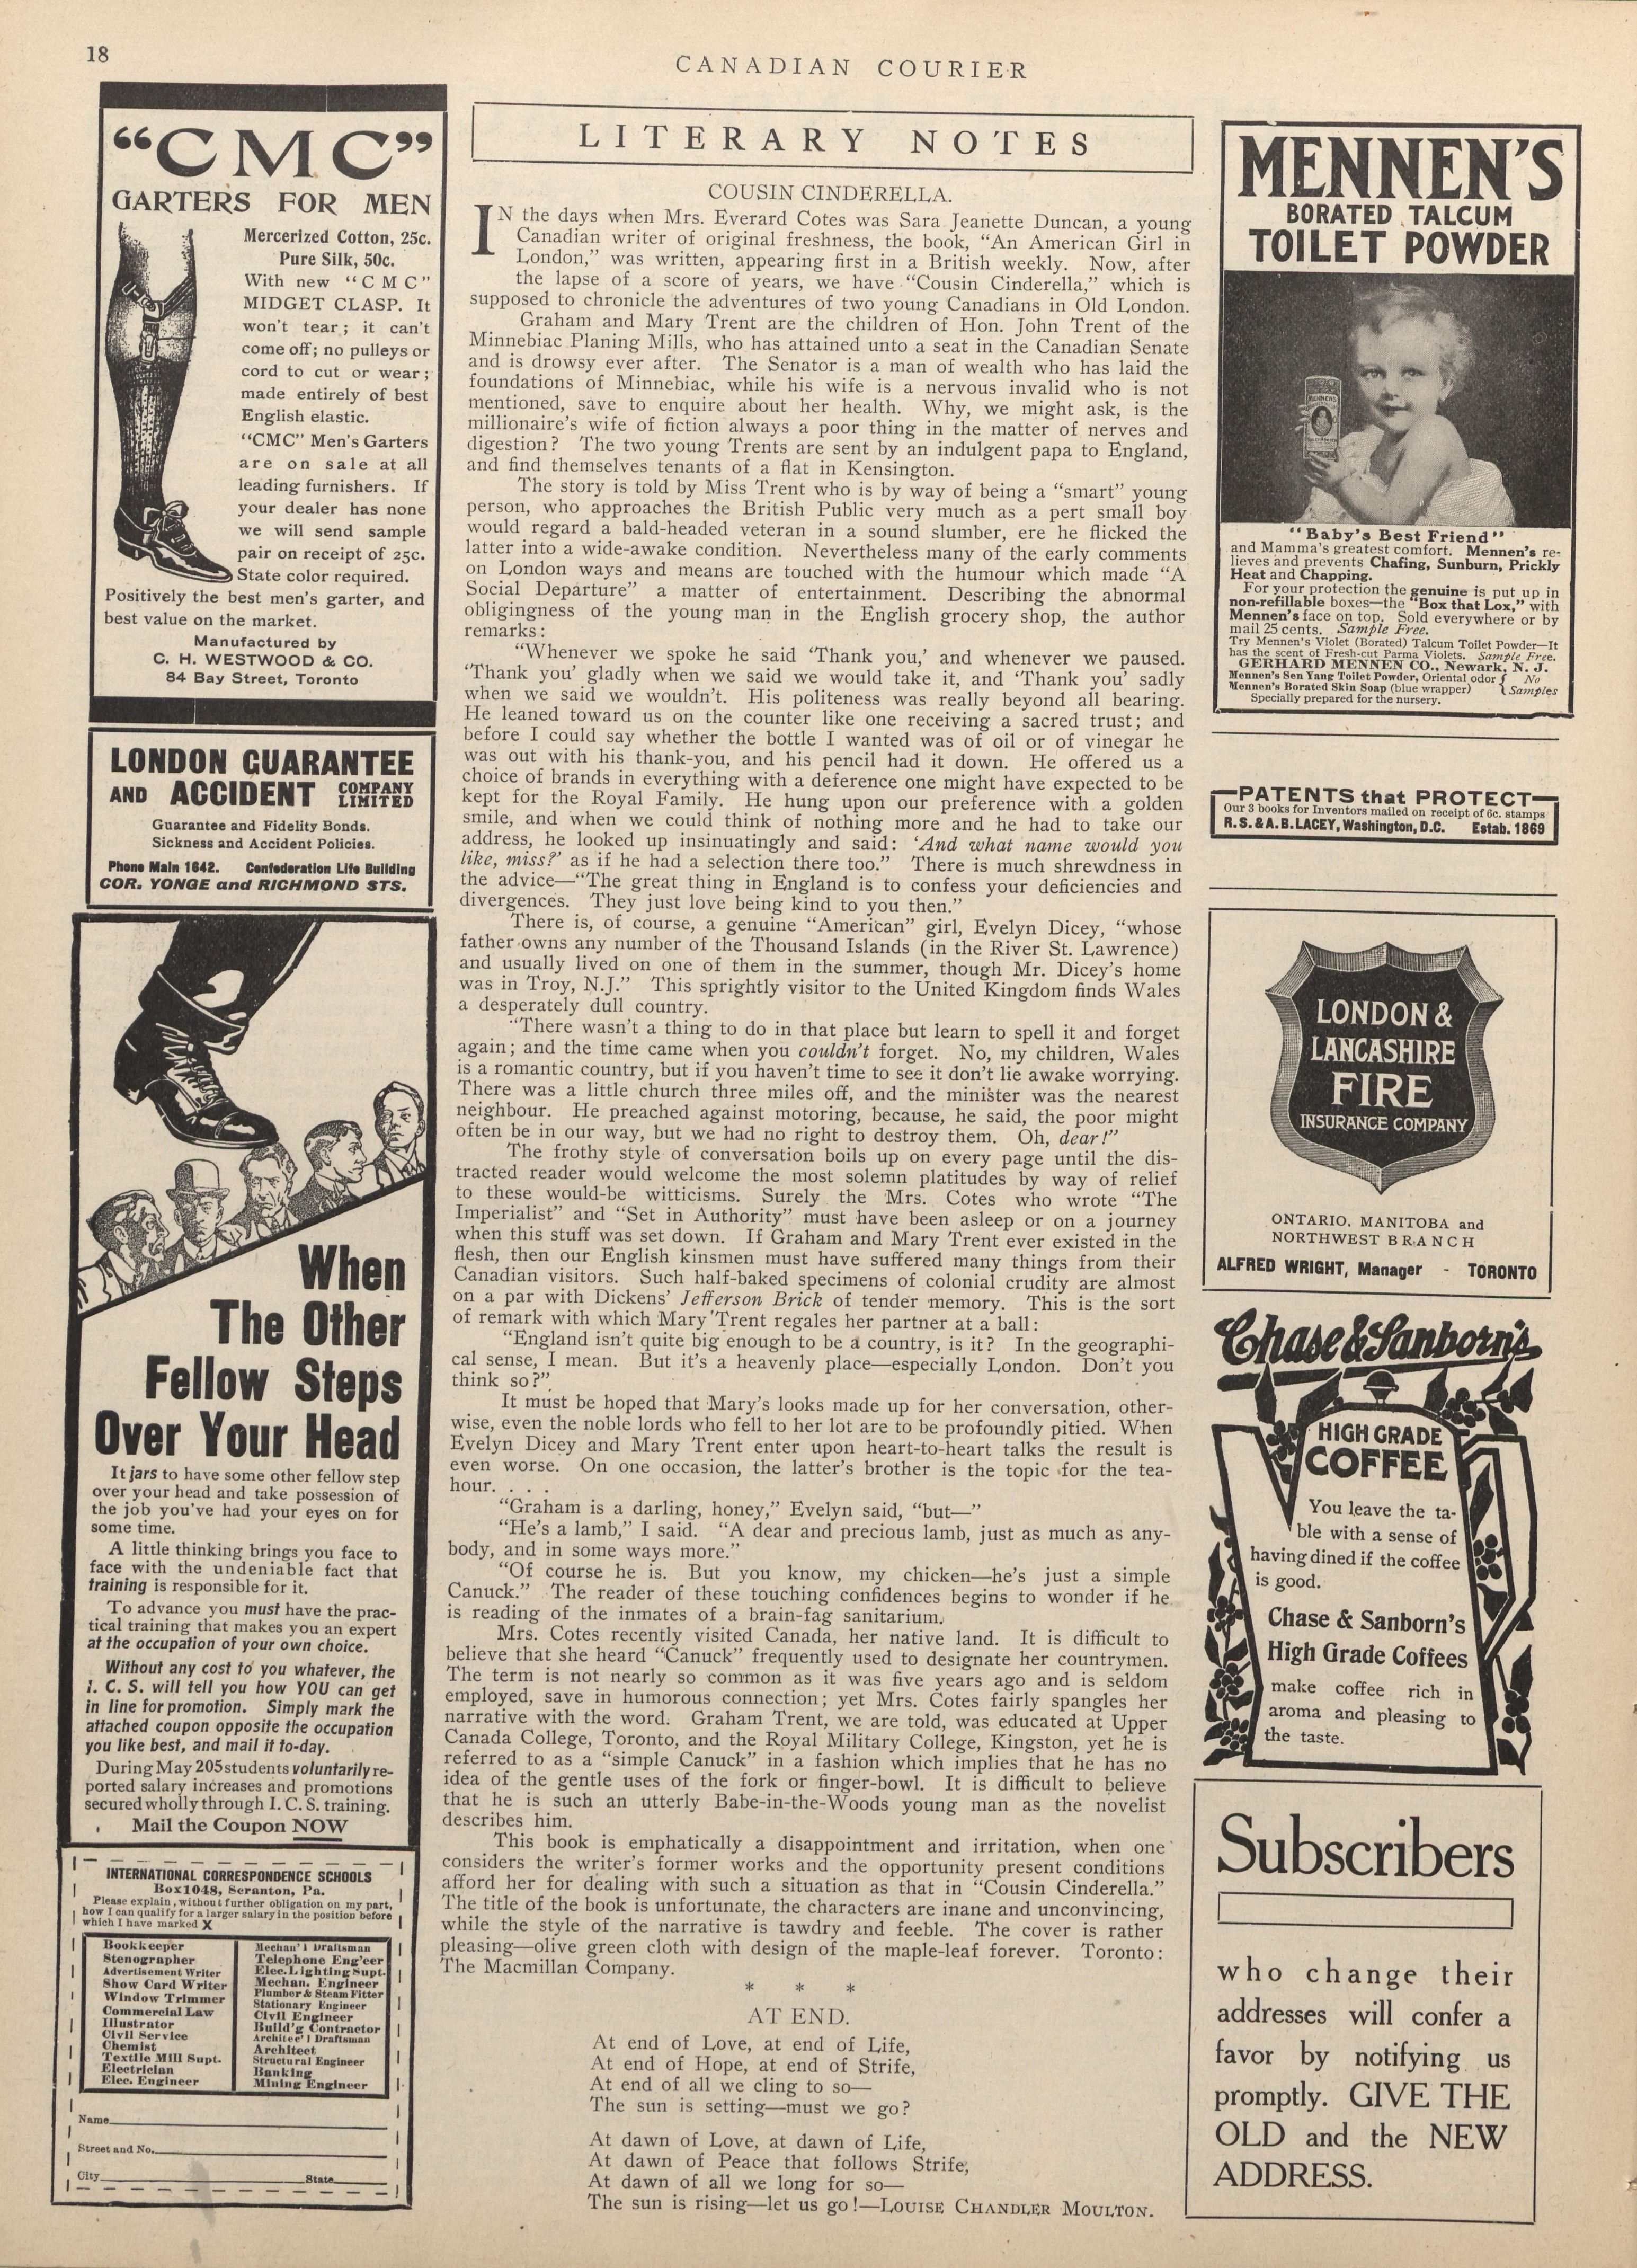 18
CANADIAN COURIER
“CMC”
GARTERS FOR MEN
Mercerized Cotton, 25c.
Pure Silk, 50c.
With new “CMC”
MIDGET CLASP. It
won't tear; it can't
come off; no pulleys or
cord to cut or wear;
made entirely of best
English elastic.
“CMC” Men's Garters
are on sale at all
leading furnishers. If
your dealer has none
we will send sample
pair on receipt of 25c.
State color required.
Positively the best men's garter, and
best value on the market.
Manufactured by
C. H. WESTWOOD & CO.
84 Bay Street, Toronto
LONDON GUARANTEE
AND ACCIDENT COMPANY LIMITED
Guarantee and Fidelity Bonds.
Sickness and Accident Policies.
Phone Main 1642. Confederation Life Building
COR. YONGE and RICHMOND STS.
When
The Other
Fellow Steps
Over Your Head
It jars to have some other fellow step
over your head and take possession of
the job you've had your eyes on for
some time.
A little thinking brings you face to
face with the undeniable fact that
training is responsible for it.
To advance you must have the prac-
tical training that makes you an expert
at the occupation of your own choice.
Without any cost to you whatever, the
I. C. S. will tell you how YOU can get
in line for promotion. Simply mark the
attached coupon opposite the occupation
you like best, and mail it to-day.
During May 205 students voluntarily re-
ported salary increases and promotions
secured wholly through I. C. S. training.
Mail the Coupon NOW
INTERNATIONAL CORRESPONDENCE SCHOOLS
Box 1048, Scranton, Pa.
Please explain, without further obligation on my part,
how I can qualify for a larger salary in the position before
which I have marked X
Bookkeeper
Stenographer
Advertisement Writer
Show Card Writer
Window Trimmer
Commercial Law
Illustrator
Civil Service
Chemist
Textile Mill Supt.
Electrician
Elec. Engineer
Mechan'l Draftsman
Telephone Eng'eer
Elec. Lighting Supt.
Mechan. Engineer
Plumber & Steam Fitter
Stationary Engineer
Civil Engineer
Build'g Contractor
Architec'l Draftsman
Architect
Structural Engineer
Banking
Mining Engineer
Name
Street and No.
City State
LITERARY NOTES
COUSIN CINDERELLA.
IN the days when Mrs. Everard Cotes was Sara Jeanette Duncan, a young
Canadian writer of original freshness, the book, “An American Girl in
London,” was written, appearing first in a British weekly. Now, after
the lapse of a score of years, we have “Cousin Cinderella,” which is
supposed to chronicle the adventures of two young Canadians in Old London.
Graham and Mary Trent are the children of Hon. John Trent of the
Minnebiac Planing Mills, who has attained unto a seat in the Canadian Senate
and is drowsy ever after. The Senator is a man of wealth who has laid the
foundations of Minnebiac, while his wife is a nervous invalid who is not
mentioned, save to enquire about her health. Why, we might ask, is the
millionaire's wife of fiction always a poor thing in the matter of nerves and
digestion? The two young Trents are sent by an indulgent papa to England,
and find themselves tenants of a flat in Kensington.
The story is told by Miss Trent who is by way of being a “smart” young
person, who approaches the British Public very much as a pert small boy
would regard a bald-headed veteran in a sound slumber, ere he flicked the
latter into a wide-awake condition. Nevertheless many of the early comments
on London ways and means are touched with the humour which made “A
Social Departure” a matter of entertainment. Describing the abnormal
obligingness of the young man in the English grocery shop, the author
remarks:
“Whenever we spoke he said ‘Thank you,’ and whenever we paused.
‘Thank you’ gladly when we said we would take it, and ‘Thank you’ sadly
when we said we wouldn't. His politeness was really beyond all bearing.
He leaned toward us on the counter like one receiving a sacred trust; and
before I could say whether the bottle I wanted was of oil or of vinegar he
was out with his thank-you, and his pencil had it down. He offered us a
choice of brands in everything with a deference one might have expected to be
kept for the Royal Family. He hung upon our preference with a golden
smile, and when we could think of nothing more and he had to take our
address, he looked up insinuatingly and said: ‘And what name would you
like, miss?’ as if he had a selection there too.” There is much shrewdness in
the advice—“The great thing in England is to confess your deficiencies and
divergences. They just love being kind to you then.”
There is, of course, a genuine “American” girl, Evelyn Dicey, “whose
father owns any number of the Thousand Islands (in the River St. Lawrence)
and usually lived on one of them in the summer, though Mr. Dicey's home
was in Troy, N.J.” This sprightly visitor to the United Kingdom finds Wales
a desperately dull country.
“There wasn't a thing to do in that place but learn to spell it and forget
again; and the time came when you couldn't forget. No, my children, Wales
is a romantic country, but if you haven't time to see it don't lie awake worrying.
There was a little church three miles off, and the minister was the nearest
neighbour. He preached against motoring, because, he said, the poor might
often be in our way, but we had no right to destroy them. Oh, dear!”
The frothy style of conversation boils up on every page until the dis-
tracted reader would welcome the most solemn platitudes by way of relief
to these would-be witticisms. Surely the Mrs. Cotes who wrote “The
Imperialist” and “Set in Authority” must have been asleep or on a journey
when this stuff was set down. If Graham and Mary Trent ever existed in the
flesh, then our English kinsmen must have suffered many things from their
Canadian visitors. Such half-baked specimens of colonial crudity are almost
on a par with Dickens' Jefferson Brick of tender memory. This is the sort
of remark with which Mary Trent regales her partner at a ball:
“England isn't quite big enough to be a country, is it? In the geographi-
cal sense, I mean. But it's a heavenly place—especially London. Don't you
think so?”
It must be hoped that Mary's looks made up for her conversation, other-
wise, even the noble lords who fell to her lot are to be profoundly pitied. When
Evelyn Dicey and Mary Trent enter upon heart-to-heart talks the result is
even worse. On one occasion, the latter's brother is the topic for the tea-
hour. . . .
“Graham is a darling, honey,” Evelyn said, “but—”
“He's a lamb,” I said. “A dear and precious lamb, just as much as any-
body, and in some ways more.”
“Of course he is. But you know, my chicken—he's just a simple
Canuck.” The reader of these touching confidences begins to wonder if he
is reading of the inmates of a brain-fag sanitarium.
Mrs. Cotes recently visited Canada, her native land. It is difficult to
believe that she heard “Canuck” frequently used to designate her countrymen.
The term is not nearly so common as it was five years ago and is seldom
employed, save in humorous connection; yet Mrs. Cotes fairly spangles her
narrative with the word. Graham Trent, we are told, was educated at Upper
Canada College, Toronto, and the Royal Military College, Kingston, yet he is
referred to as a “simple Canuck” in a fashion which implies that he has no
idea of the gentle uses of the fork or finger-bowl. It is difficult to believe
that he is such an utterly Babe-in-the-Woods young man as the novelist
describes him.
This book is emphatically a disappointment and irritation, when one
considers the writer's former works and the opportunity present conditions
afford her for dealing with such a situation as that in “Cousin Cinderella.”
The title of the book is unfortunate, the characters are inane and unconvincing,
while the style of the narrative is tawdry and feeble. The cover is rather
pleasing—olive green cloth with design of the maple-leaf forever. Toronto:
The Macmillan Company.
* * *
AT END.
At end of Love, at end of Life,
At end of Hope, at end of Strife,
At end of all we cling to so—
The sun is setting—must we go?
At dawn of Love, at dawn of Life,
At dawn of Peace that follows Strife,
At dawn of all we long for so—
The sun is rising—let us go!—LOUISE CHANDLER MOULTON.
MENNEN'S
BORATED TALCUM
TOILET POWDER
MENNEN'S
“Baby's Best Friend”
and Mamma's greatest comfort. Mennen's re-
lieves and prevents Chafing, Sunburn, Prickly
Heat and Chapping.
For your protection the genuine is put up in
non-refillable boxes—the “Box that Lox,” with
Mennen's face on top. Sold everywhere or by
mail 25 cents. Sample Free.
Try Mennen's Violet (Borated) Talcum Toilet Powder—It
has the scent of Fresh-cut Parma Violets. Sample Free.
GERHARD MENNEN CO., Newark, N. J.
Mennen's Sen Yang Toilet Powder, Oriental odor { No
Mennen's Borated Skin Soap (blue wrapper) { Samples
Specially prepared for the nursery.
PATENTS that PROTECT
Our 3 books for Inventors mailed on receipt of 6c. stamps
R.S. & A.B. LACEY, Washington, D.C. Estab. 1869
LONDON &
LANCASHIRE
FIRE
INSURANCE COMPANY
ONTARIO, MANITOBA and
NORTHWEST BRANCH
ALFRED WRIGHT, Manager - TORONTO
Chase & Sanborn's
HIGH GRADE
COFFEE
You leave the ta-
ble with a sense of
having dined if the coffee
is good.
Chase & Sanborn's
High Grade Coffees
make coffee rich in
aroma and pleasing to
the taste.
Subscribers
who change their
addresses will confer a
favor by notifying us
promptly. GIVE THE
OLD and the NEW
ADDRESS.